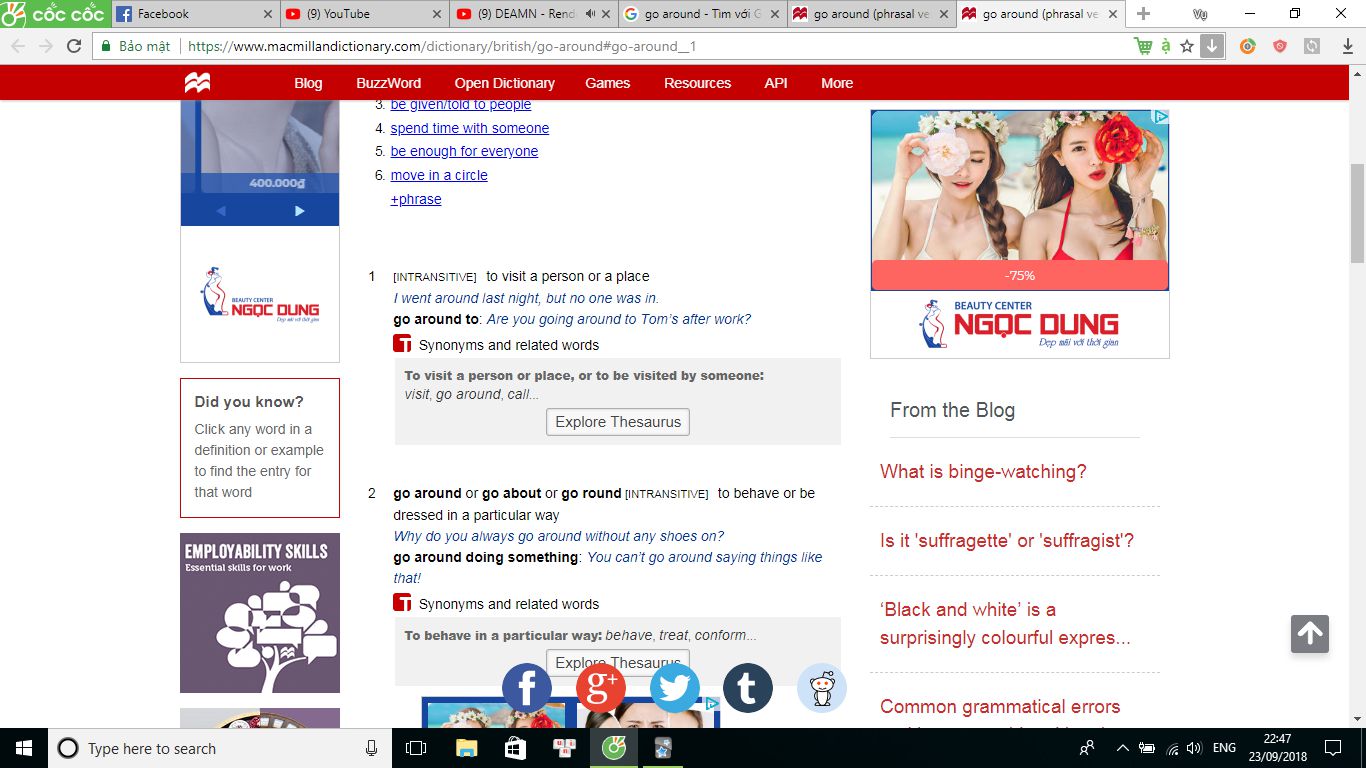 cốc cốc
Facebook
(9) YouTube
(9) DEAMN - Rend
go around - Tìm với G
go around (phrasal ve
go around (phrasal ve
Vụ
Bảo mật
https://www.macmillandictionary.com/dictionary/british/go-around#go-around__1
Blog BuzzWord Open Dictionary Games Resources API More
3. be given/told to people
4. spend time with someone
5. be enough for everyone
6. move in a circle
+phrase
400.000₫
BEAUTY CENTER
NGỌC DUNG
Đẹp mãi với thời gian
Did you know?
Click any word in a
definition or example
to find the entry for
that word
EMPLOYABILITY SKILLS
Essential skills for work
1 [INTRANSITIVE] to visit a person or a place
I went around last night, but no one was in.
go around to: Are you going around to Tom's after work?
T Synonyms and related words
To visit a person or place, or to be visited by someone:
visit, go around, call...
Explore Thesaurus
2 go around or go about or go round [INTRANSITIVE] to behave or be
dressed in a particular way
Why do you always go around without any shoes on?
go around doing something: You can't go around saying things like
that!
T Synonyms and related words
To behave in a particular way: behave, treat, conform...
Explore Thesaurus
f
g+
t
-75%
BEAUTY CENTER
NGỌC DUNG
Đẹp mãi với thời gian
From the Blog
What is binge-watching?
Is it 'suffragette' or 'suffragist'?
‘Black and white’ is a
surprisingly colourful expres...
Common grammatical errors
Type here to search
ENG
22:47
23/09/2018